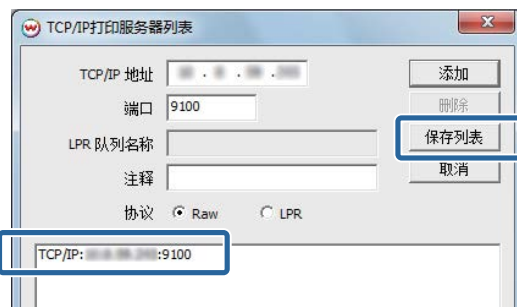 TCP/IP打印服务器列表
TCP/IP 地址
添加
端口 9100
删除
LPR 队列名称
保存列表
注释
取消
协议 Raw LPR
TCP/IP: :9100